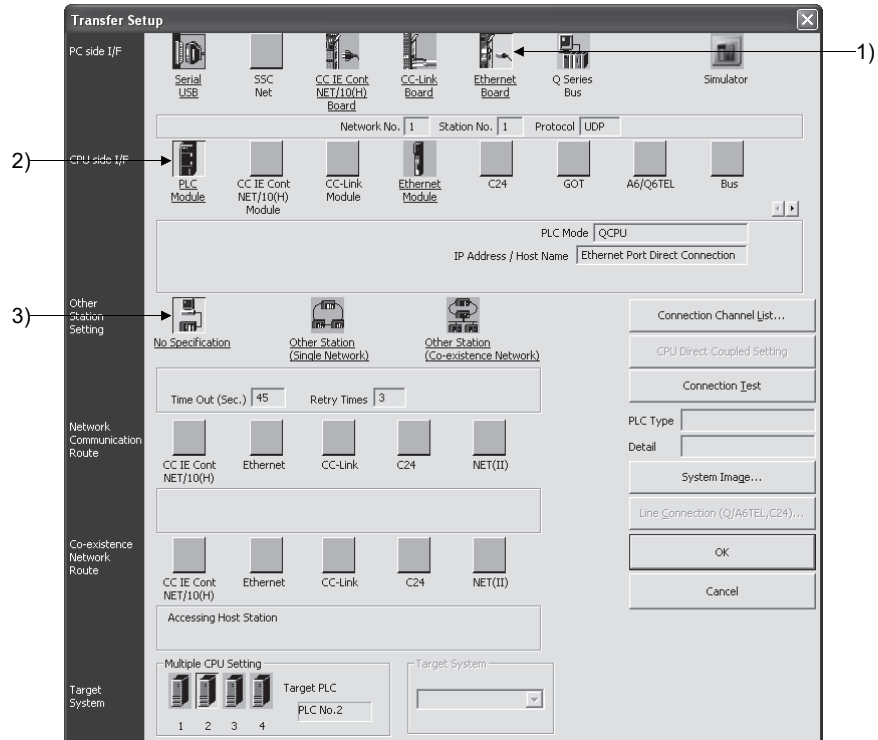 Transfer Setup
PC side I/F
Serial
USB
SSC
Net
CC IE Cont
NET/10(H)
Board
CC-Link
Board
Ethernet
Board
Q Series
Bus
Simulator
1)
Network No. 1 Station No. 1 Protocol UDP
2)
CPU side I/F
PLC
Module
CC IE Cont
NET/10(H)
Module
CC-Link
Module
Ethernet
Module
C24
GOT
A6/Q6TEL
Bus
PLC Mode QCPU
IP Address / Host Name Ethernet Port Direct Connection
3)
Other
Station
Setting
No Specification
Other Station
(Single Network)
Other Station
(Co-existence Network)
Time Out (Sec.) 45 Retry Times 3
Connection Channel List...
CPU Direct Coupled Setting
Connection Test
PLC Type
Detail
System Image...
Line Connection (Q/A6TEL,C24)...
OK
Cancel
Network
Communication
Route
CC IE Cont
NET/10(H)
Ethernet
CC-Link
C24
NET(II)
Co-existence
Network
Route
CC IE Cont
NET/10(H)
Ethernet
CC-Link
C24
NET(II)
Accessing Host Station
Target
System
Multiple CPU Setting
1 2 3 4
Target PLC
PLC No.2
Target System